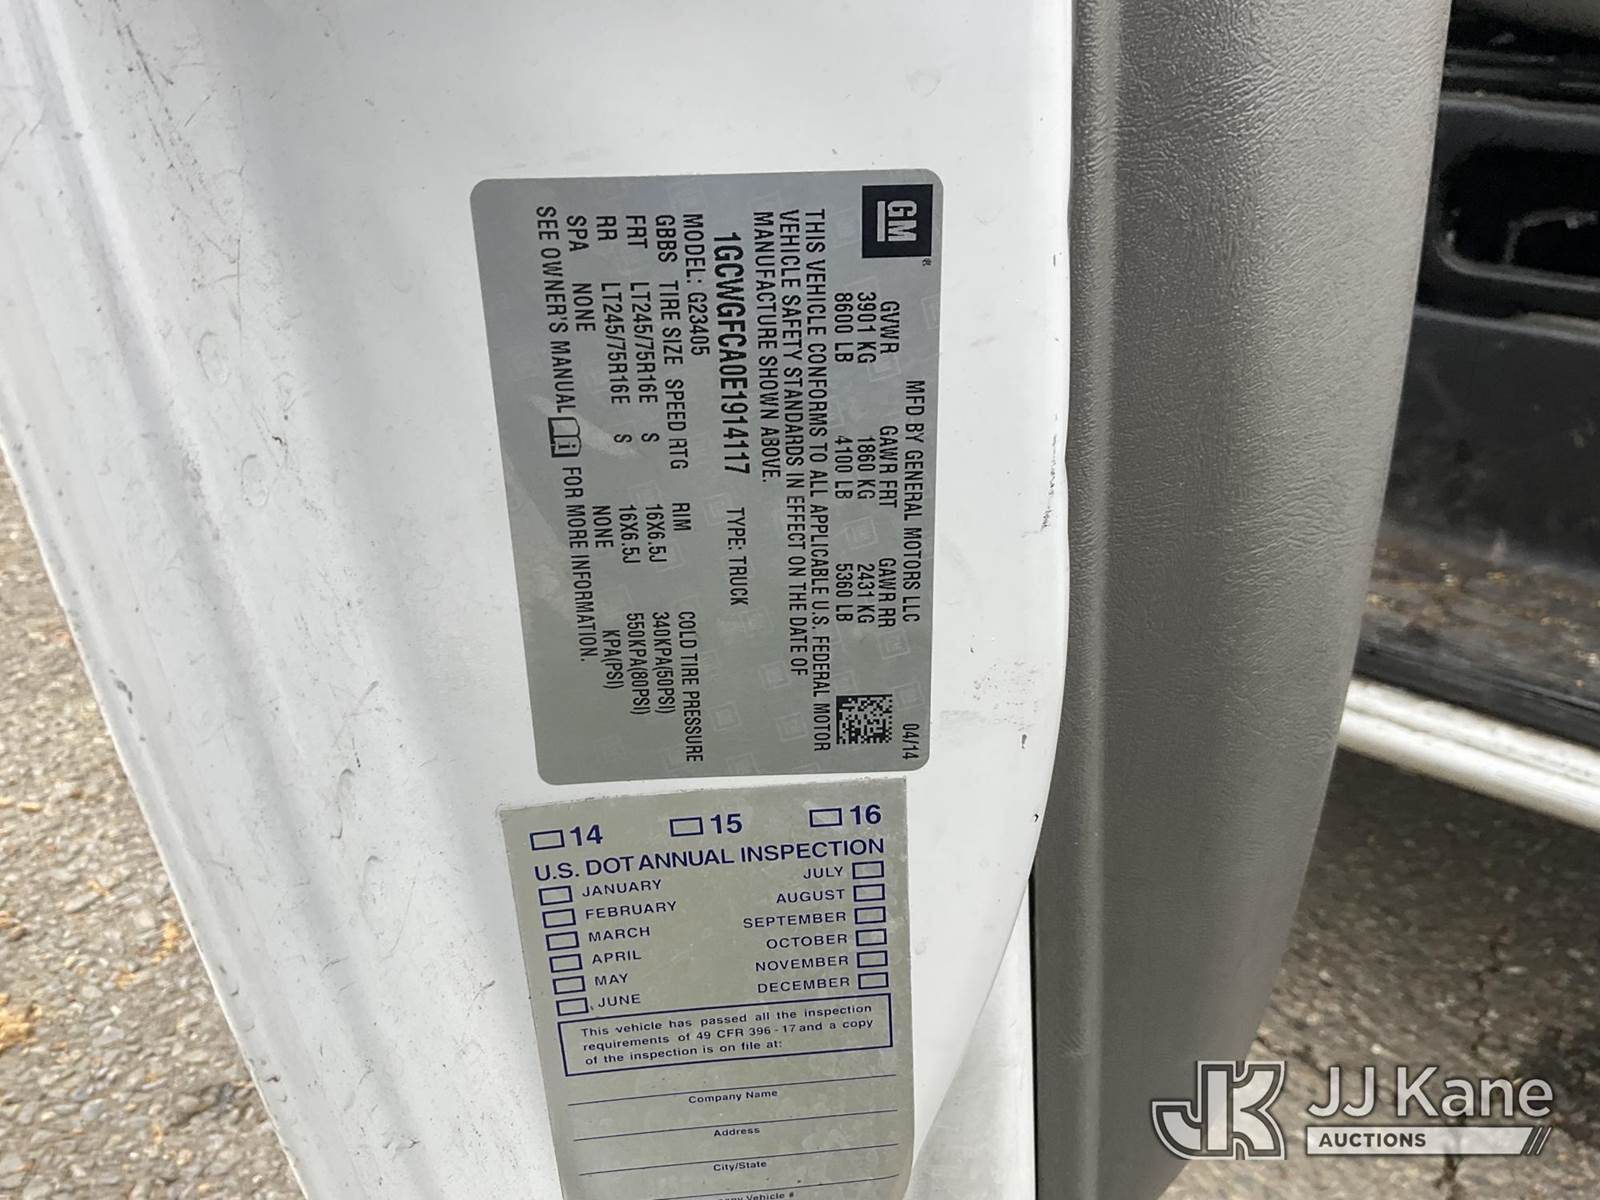 GM
MFD BY GENERAL MOTORS LLC 04/14
GVWR GAWR FRT GAWR RR
3901 KG 1860 KG 2431 KG
8600 LB 4100 LB 5360 LB
THIS VEHICLE CONFORMS TO ALL APPLICABLE U.S. FEDERAL MOTOR
VEHICLE SAFETY STANDARDS IN EFFECT ON THE DATE OF
MANUFACTURE SHOWN ABOVE.
1GCWGFCA0E1914117 TYPE: TRUCK
MODEL: G23405
GBBS TIRE SIZE SPEED RTG RIM COLD TIRE PRESSURE
FRT LT245/75R16E S 16X6.5J 340KPA(50PSI)
RR LT245/75R16E S 16X6.5J 550KPA(80PSI)
SPA NONE NONE KPA(PSI)
SEE OWNER'S MANUAL i FOR MORE INFORMATION.
14 15 16
U.S. DOT ANNUAL INSPECTION
JANUARY JULY
FEBRUARY AUGUST
MARCH SEPTEMBER
APRIL OCTOBER
MAY NOVEMBER
JUNE DECEMBER
This vehicle has passed all the inspection
requirements of 49 CFR 396-17 and a copy
of the inspection is on file at:
Company Name
Address
City/State
Vehicle #
JK JJ Kane
AUCTIONS